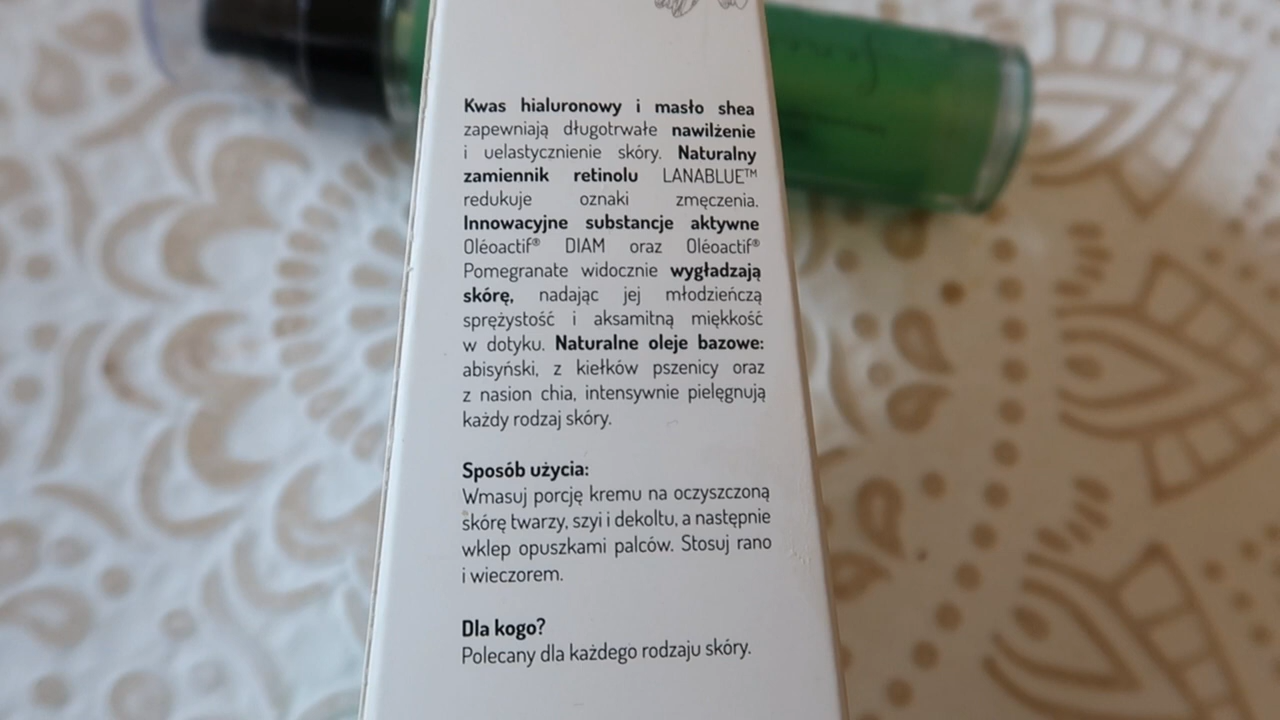 Kwas hialuronowy i masło shea
zapewniają długotrwałe nawilżenie
i uelastycznienie skóry. Naturalny
zamiennik retinolu LANABLUE™
redukuje oznaki zmęczenia.
Innowacyjne substancje aktywne
Oléoactif® DIAM oraz Oléoactif®
Pomegranate widocznie wygładzają
skórę, nadając jej młodzieńczą
sprężystość i aksamitną miękkość
w dotyku. Naturalne oleje bazowe:
abisyński, z kiełków pszenicy oraz
z nasion chia, intensywnie pielęgnują
każdy rodzaj skóry.
Sposób użycia:
Wmasuj porcję kremu na oczyszczoną
skórę twarzy, szyi i dekoltu, a następnie
wklep opuszkami palców. Stosuj rano
i wieczorem.
Dla kogo?
Polecany dla każdego rodzaju skóry.